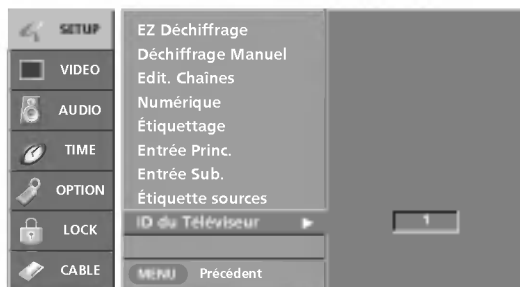 SETUP
VIDEO
AUDIO
TIME
OPTION
LOCK
CABLE
EZ Déchiffrage
Déchiffrage Manuel
Edit. Chaînes
Numérique
Étiquettage
Entrée Princ.
Entrée Sub.
Étiquette sources
ID du Téléviseur
1
MENU Précédent